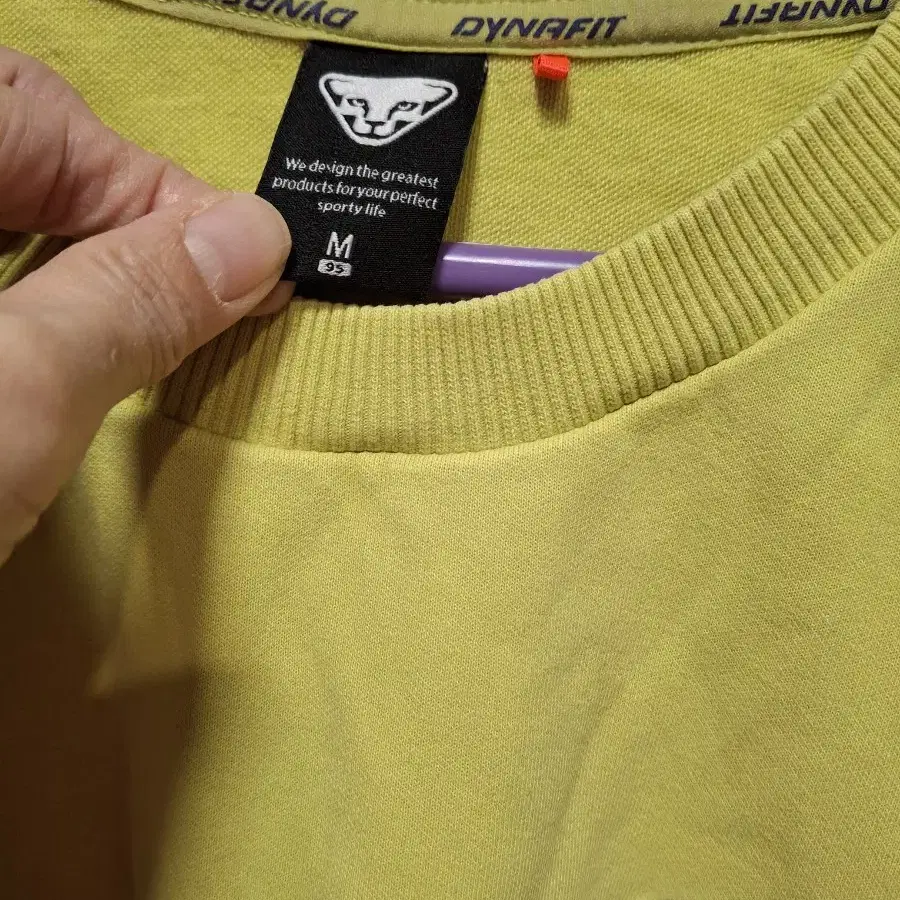 DYNAFIT DYNAFIT DYNAFIT
We design the greatest
products for your perfect
sporty life
M
95